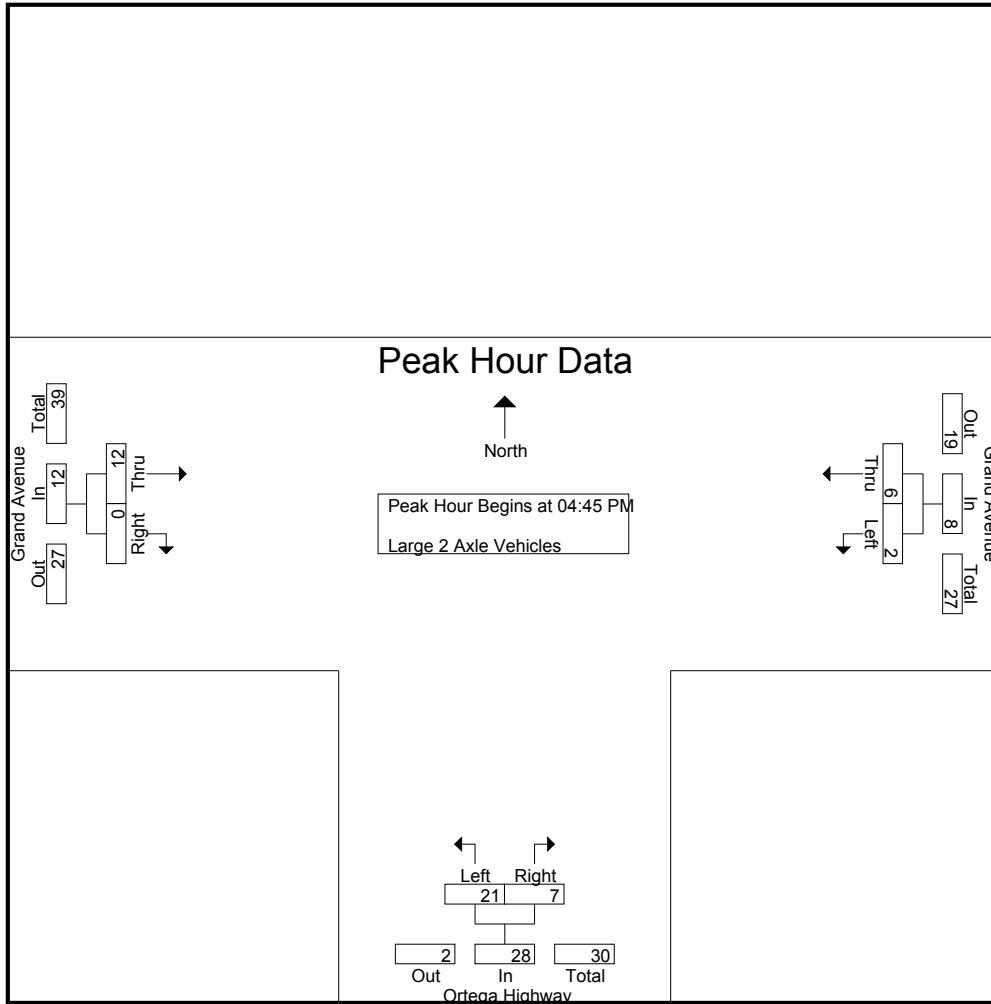 Peak Hour Data
North
Peak Hour Begins at 04:45 PM
Large 2 Axle Vehicles
Grand Avenue
Total
39
In
12
Out
27
12
Thru
0
Right
Grand Avenue
Out
19
In
8
Total
27
Thru
6
Left
2
Left Right
21 7
2 28 30
Out In Total
Ortega Highway